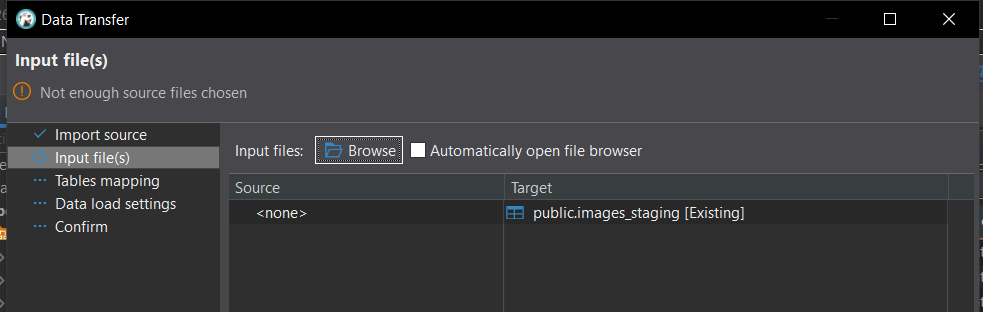 Data Transfer
Input file(s)
Not enough source files chosen
Import source
Input file(s)
Tables mapping
Data load settings
Confirm
Input files: Browse Automatically open file browser
Source Target
<none> public.images_staging [Existing]